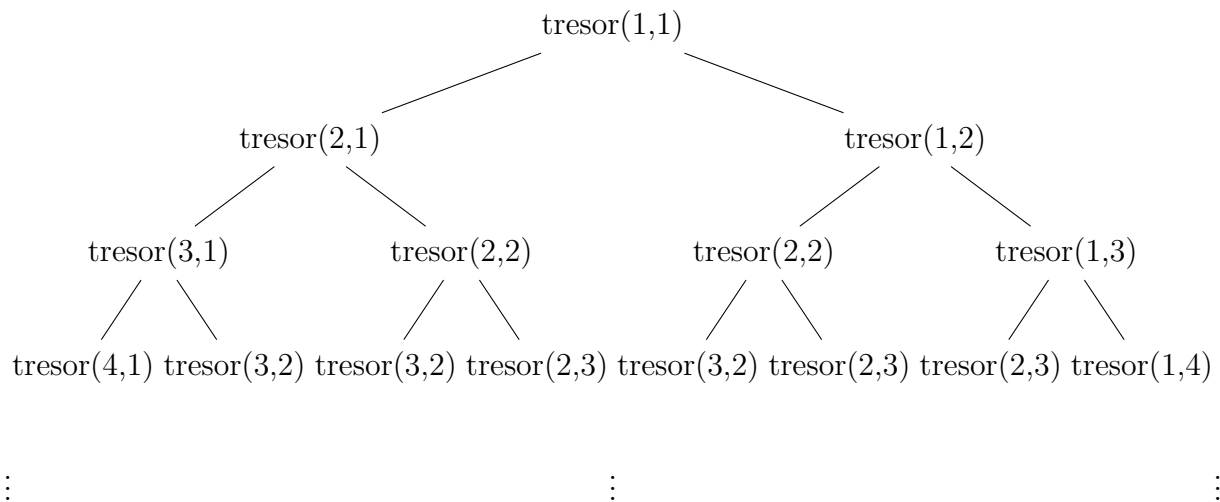 tresor(1,1)
tresor(2,1) tresor(1,2)
tresor(3,1) tresor(2,2) tresor(2,2) tresor(1,3)
tresor(4,1) tresor(3,2) tresor(3,2) tresor(2,3) tresor(3,2) tresor(2,3) tresor(2,3) tresor(1,4)
⋮ ⋮ ⋮